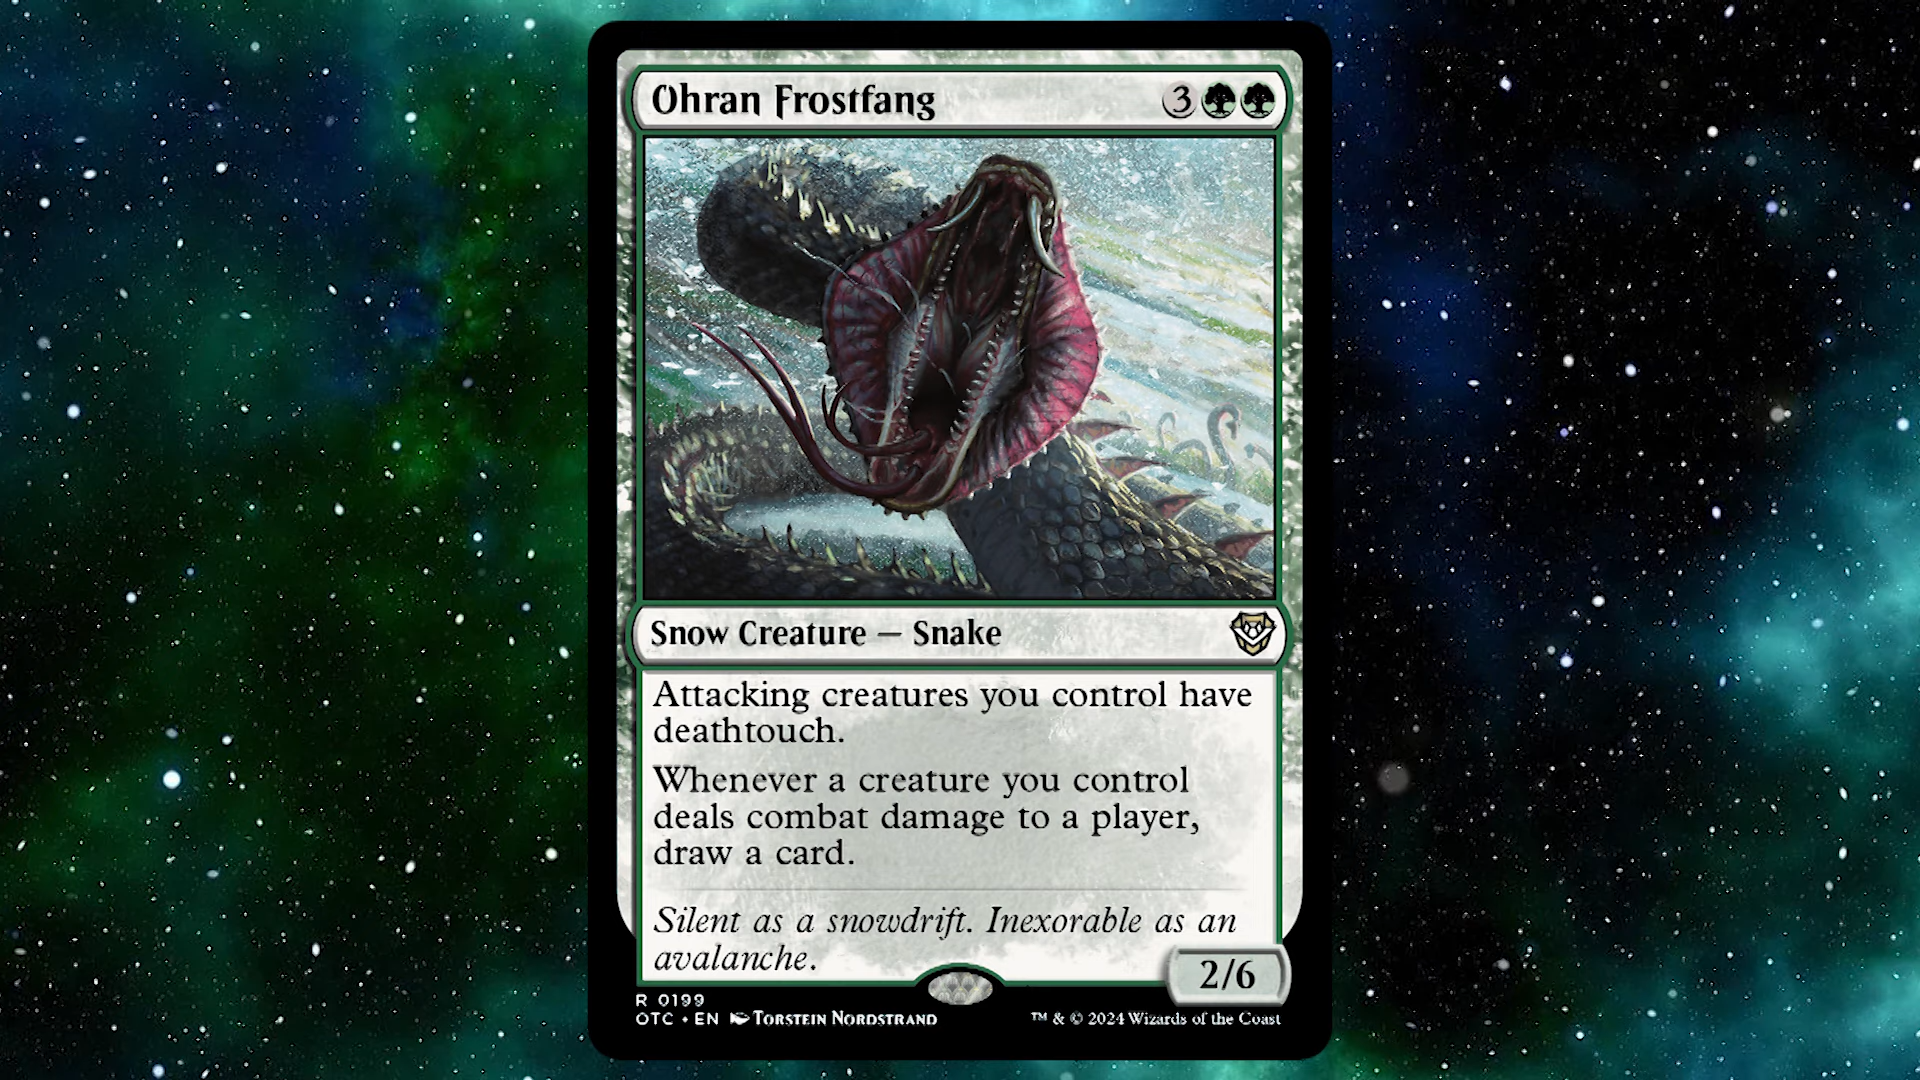 Ohran Frostfang 3
Snow Creature — Snake
Attacking creatures you control have
deathtouch.
Whenever a creature you control
deals combat damage to a player,
draw a card.
Silent as a snowdrift. Inexorable as an
avalanche.
2/6
R 0199
OTC • EN Torstein Nordstrand
™ & © 2024 Wizards of the Coast